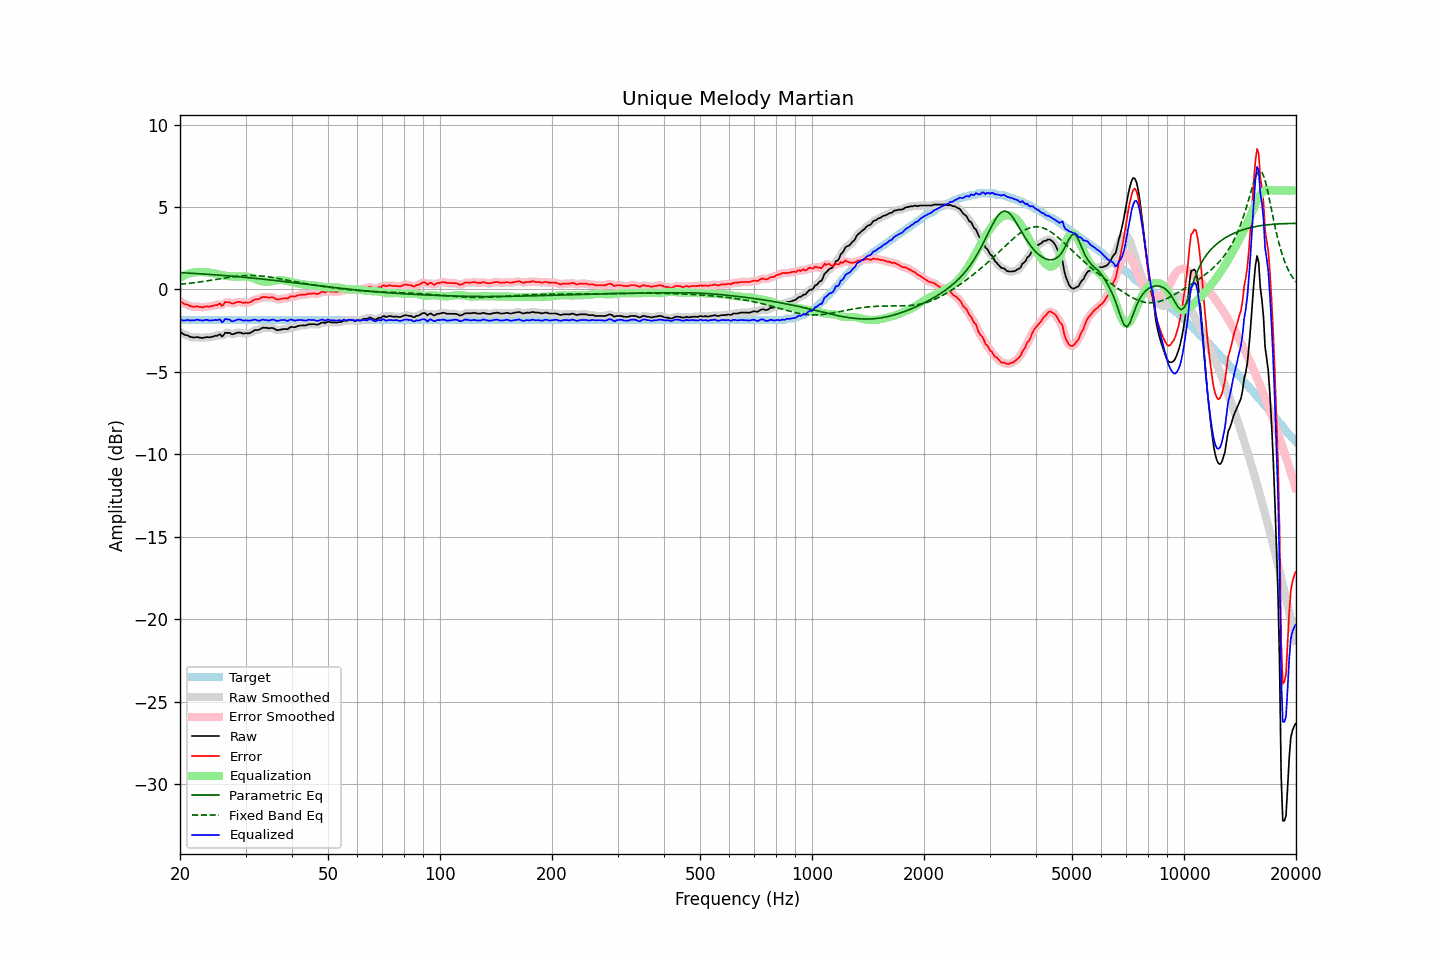 Unique Melody Martian
10
5
0
−5
−10
−15
−20
−25
−30
Amplitude (dBr)
Target
Raw Smoothed
Error Smoothed
Raw
Error
Equalization
Parametric Eq
Fixed Band Eq
Equalized
20 50 100 200 500 1000 2000 5000 10000 20000
Frequency (Hz)